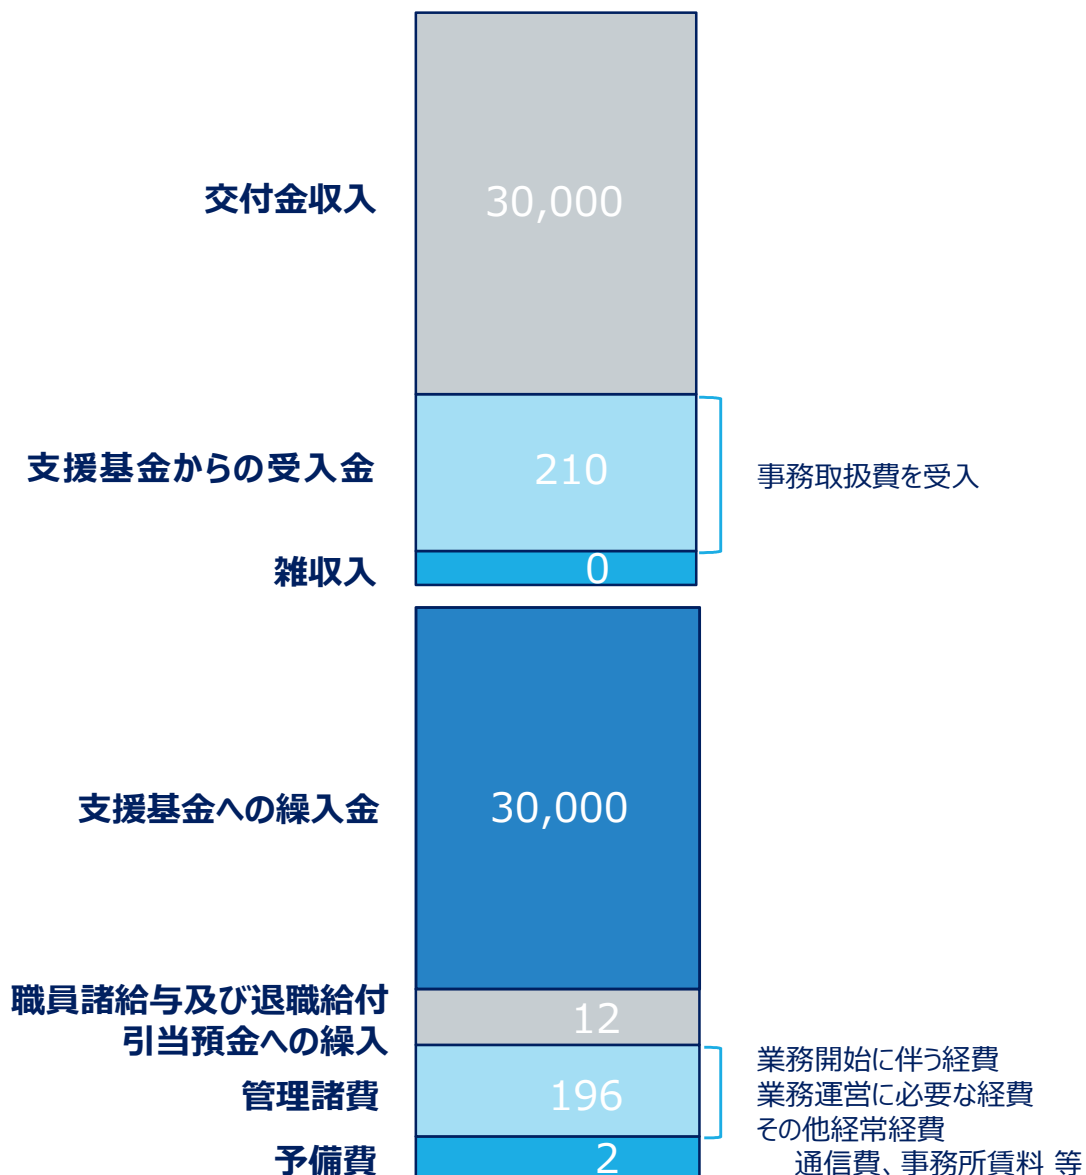 交付金収入
30,000
支援基金からの受入金
210
事務取扱費を受入
雑収入
0
支援基金への繰入金
30,000
職員諸給与及び退職給付
引当預金への繰入
12
管理諸費
196
業務開始に伴う経費
業務運営に必要な経費
その他経常経費
通信費、事務所賃料 等
予備費
2